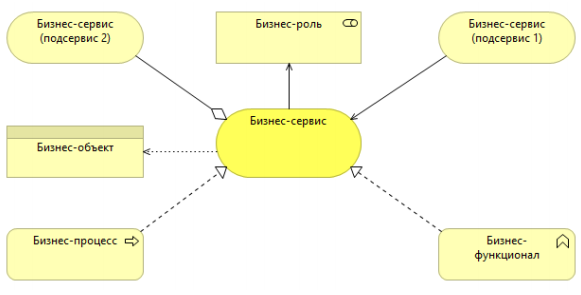 Бизнес-сервис
(подсервис 2)
Бизнес-роль
Бизнес-сервис
(подсервис 1)
Бизнес-сервис
Бизнес-объект
Бизнес-процесс
Бизнес-
функционал